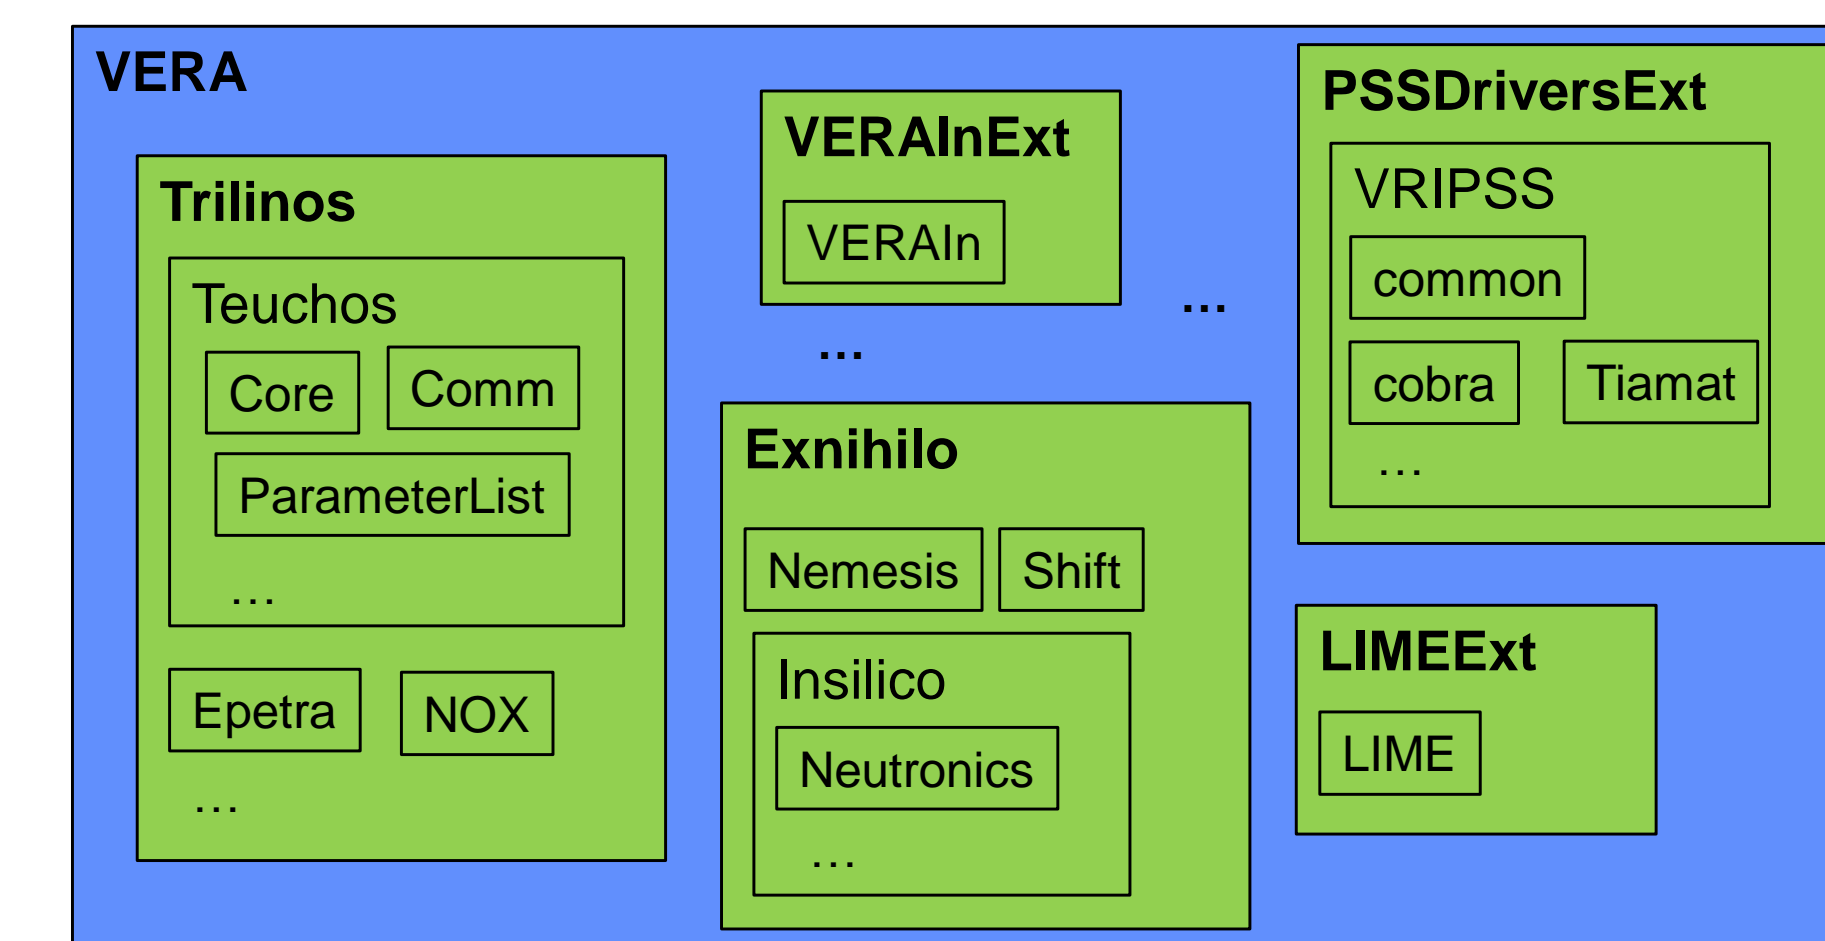 VERA
Trilinos
Teuchos
Core
Comm
ParameterList
…
Epetra
NOX
…
VERAInExt
VERAIn
…
…
Exnihilo
Nemesis
Shift
Insilico
Neutronics
…
PSSDriversExt
VRIPSS
common
cobra
Tiamat
…
LIMEExt
LIME